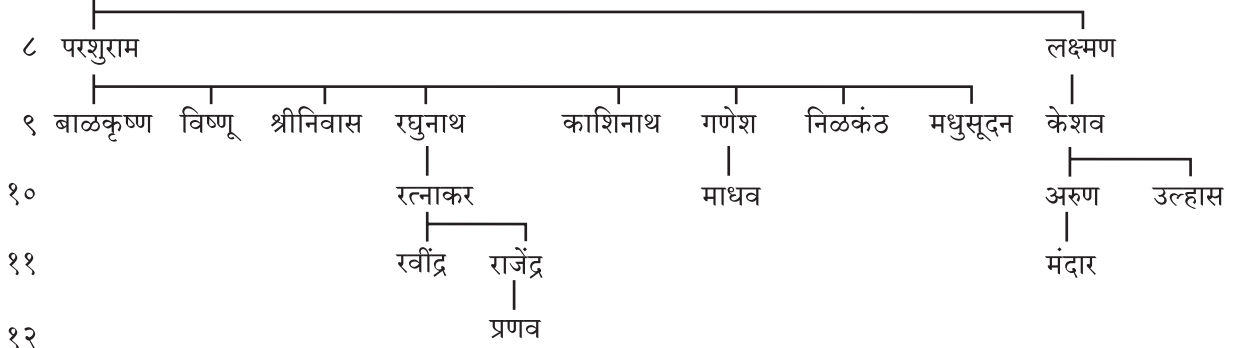 ८ परशुराम लक्ष्मण
९ बाळकृष्ण विष्णू श्रीनिवास रघुनाथ काशिनाथ गणेश निळकंठ मधुसूदन केशव
१० रत्नाकर माधव अरुण उल्हास
११ रवींद्र राजेंद्र मंदार
१२ प्रणव